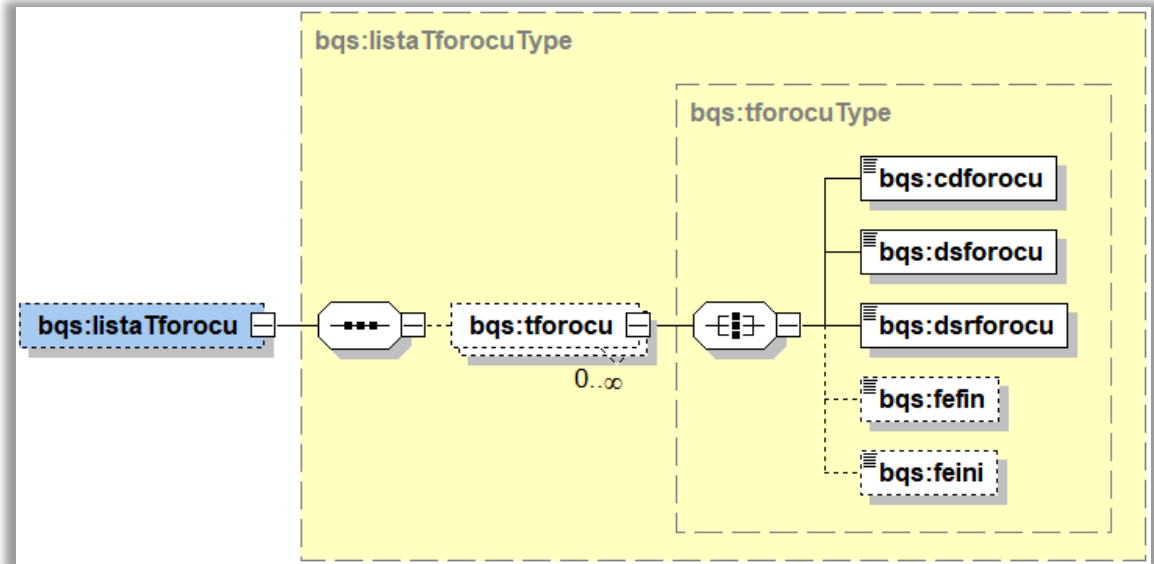 bqs:listaTforocuType
bqs:tforocuType
bqs:cdforocu
bqs:dsforocu
bqs:listaTforocu
bqs:tforocu
bqs:dsrforocu
0..∞
bqs:fefin
bqs:feini